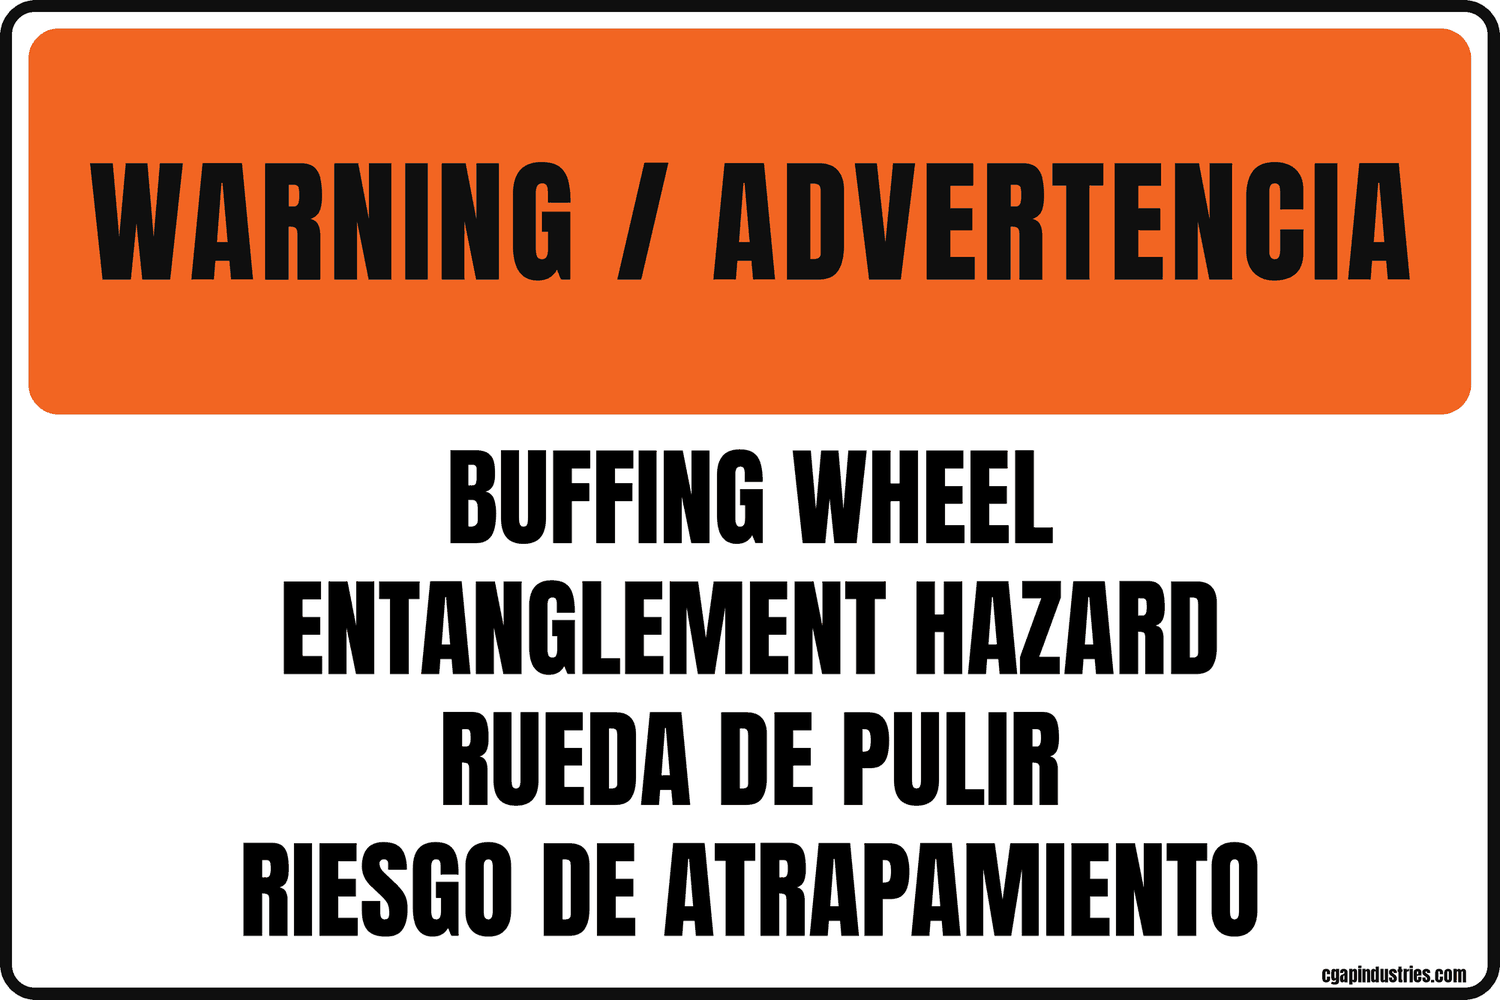 WARNING / ADVERTENCIA
BUFFING WHEEL
ENTANGLEMENT HAZARD
RUEDA DE PULIR
RIESGO DE ATRAPAMIENTO
cgapindustries.com